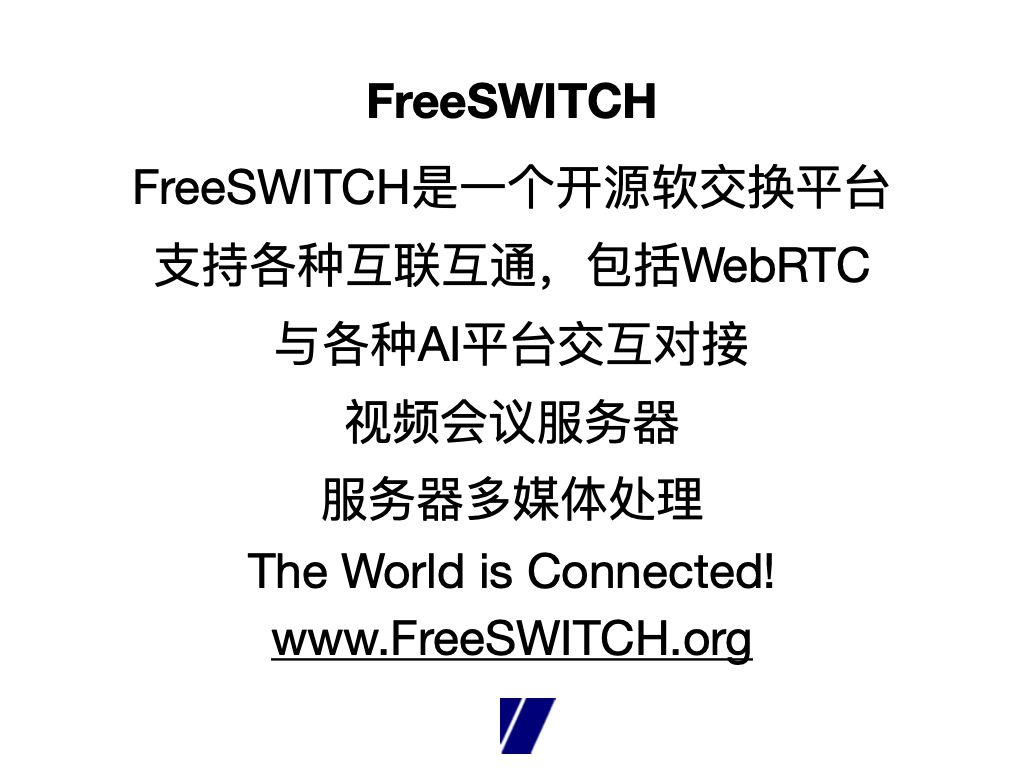 FreeSWITCH
FreeSWITCH是一个开源软交换平台
支持各种互联互通，包括WebRTC
与各种AI平台交互对接
视频会议服务器
服务器多媒体处理
The World is Connected!
www.FreeSWITCH.org